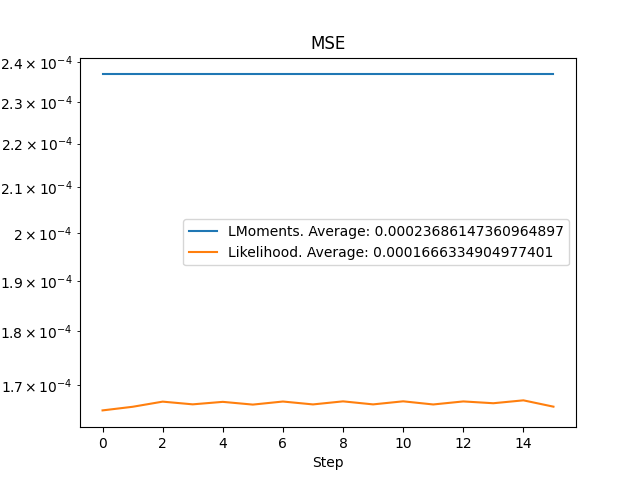 MSE
2.4 × 10⁻⁴
2.3 × 10⁻⁴
2.2 × 10⁻⁴
2.1 × 10⁻⁴
2 × 10⁻⁴
1.9 × 10⁻⁴
1.8 × 10⁻⁴
1.7 × 10⁻⁴
LMoments. Average: 0.00023686147360964897
Likelihood. Average: 0.0001666334904977401
0 2 4 6 8 10 12 14
Step